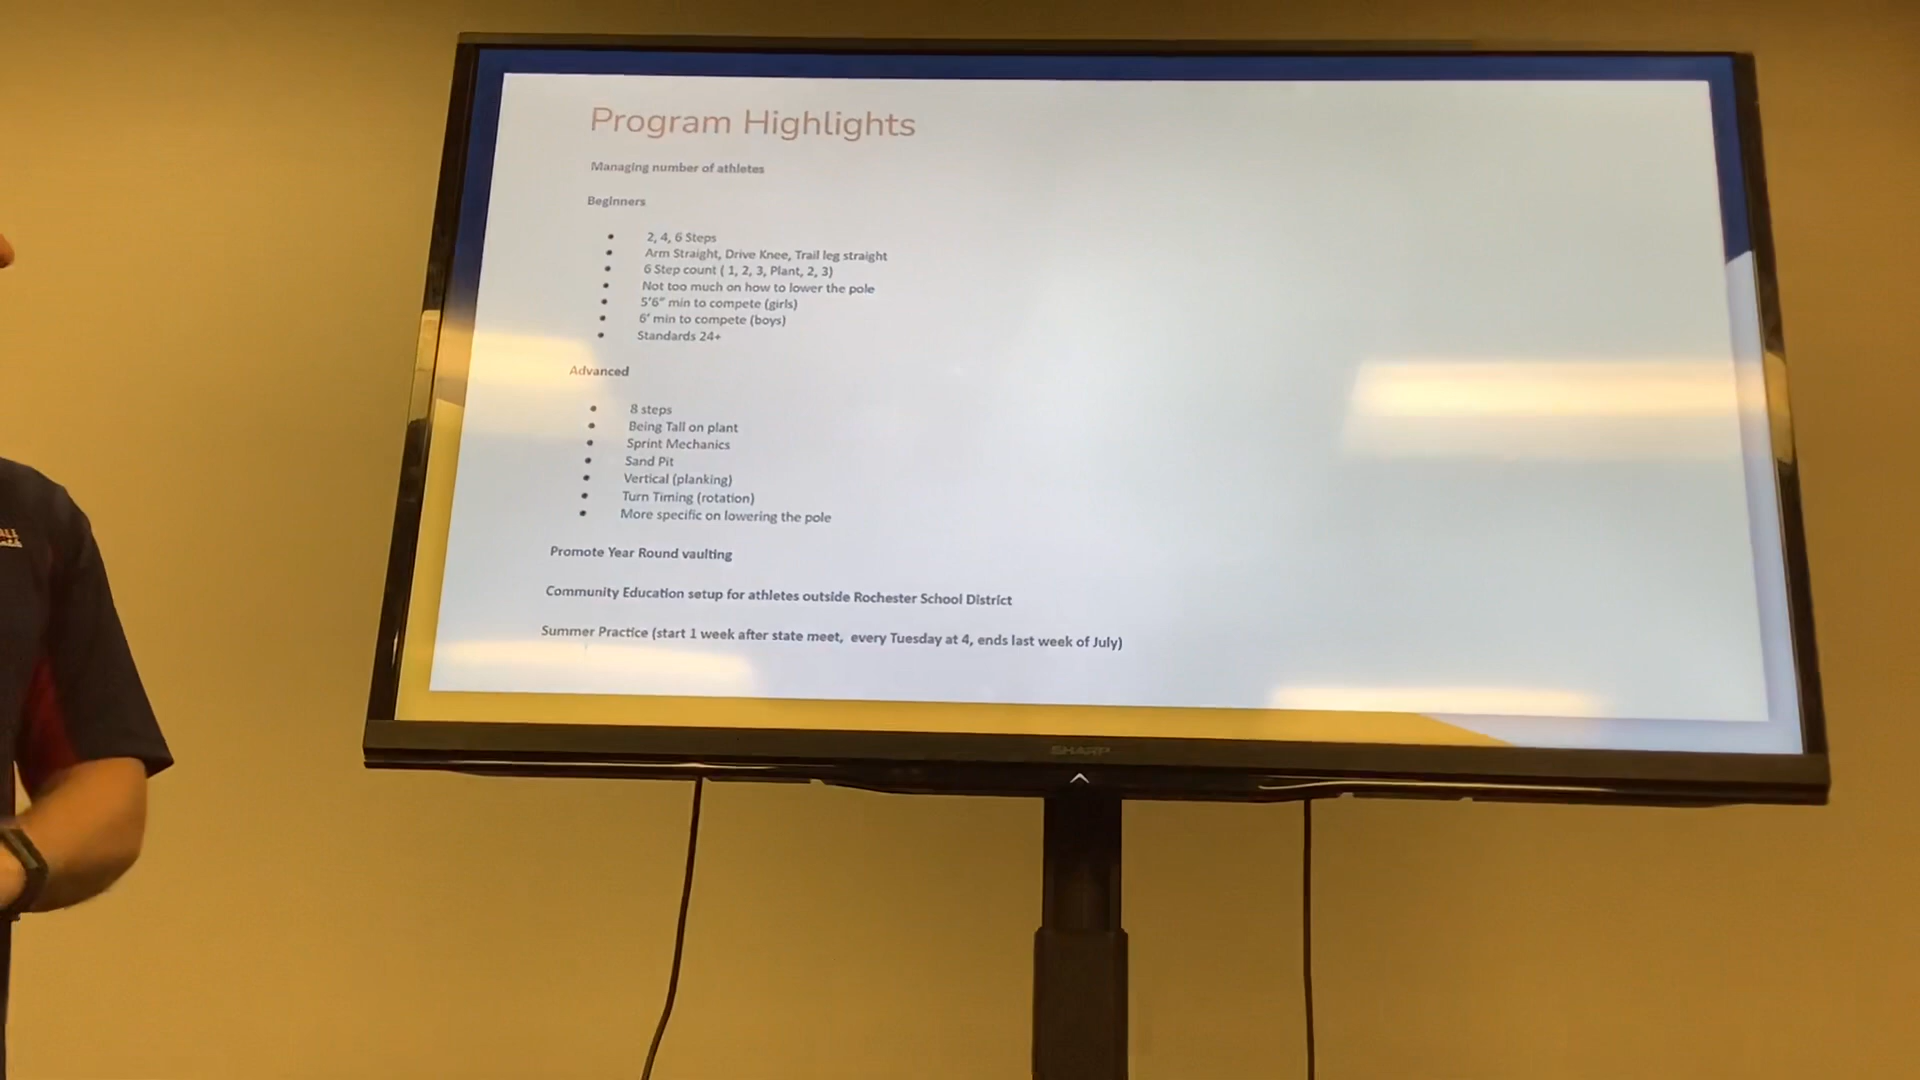 Program Highlights
Managing number of athletes
Beginners
• 2, 4, 6 Steps
• Arm Straight, Drive Knee, Trail leg straight
• 6 Step count ( 1, 2, 3, Plant, 2, 3)
• Not too much on how to lower the pole
• 5'6" min to compete (girls)
• 6' min to compete (boys)
• Standards 24+
Advanced
• 8 steps
• Being Tall on plant
• Sprint Mechanics
• Sand Pit
• Vertical (planking)
• Turn Timing (rotation)
• More specific on lowering the pole
Promote Year Round vaulting
Community Education setup for athletes outside Rochester School District
Summer Practice (start 1 week after state meet, every Tuesday at 4, ends last week of July)
SHARP